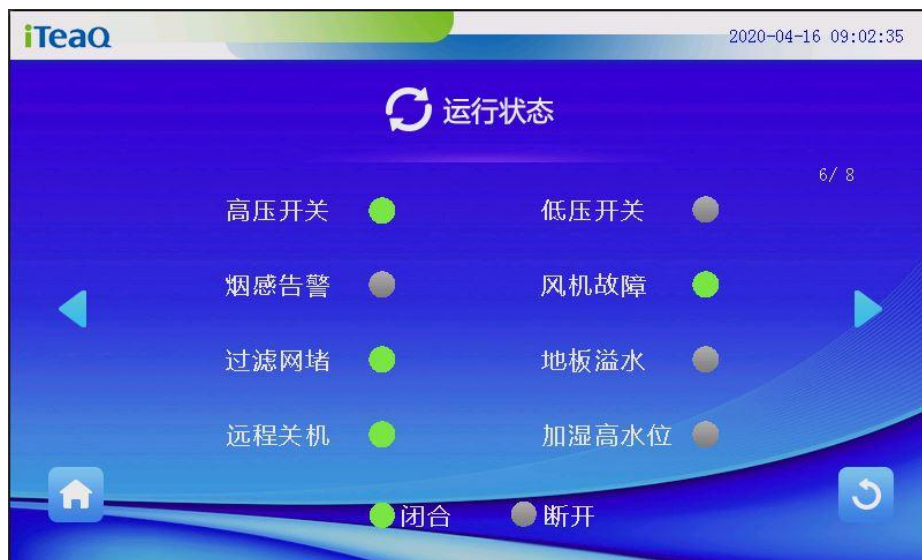 iTeaQ
2020-04-16 09:02:35
运行状态
6/ 8
高压开关 低压开关
烟感告警 风机故障
过滤网堵 地板溢水
远程关机 加湿高水位
闭合 断开